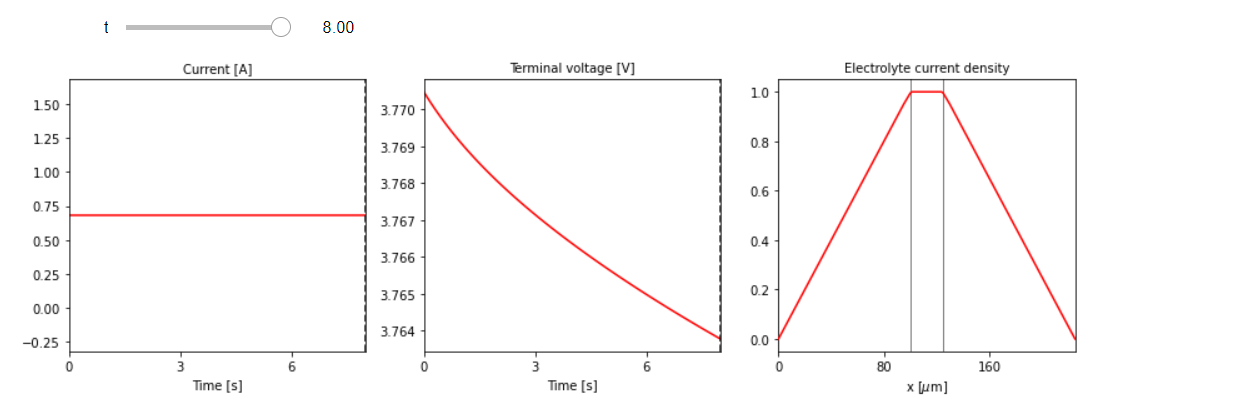 t 8.00
Current [A]
1.50
1.25
1.00
0.75
0.50
0.25
0.00
−0.25
0 3 6
Time [s]
Terminal voltage [V]
3.770
3.769
3.768
3.767
3.766
3.765
3.764
0 3 6
Time [s]
Electrolyte current density
1.0
0.8
0.6
0.4
0.2
0.0
0 80 160
x [μm]